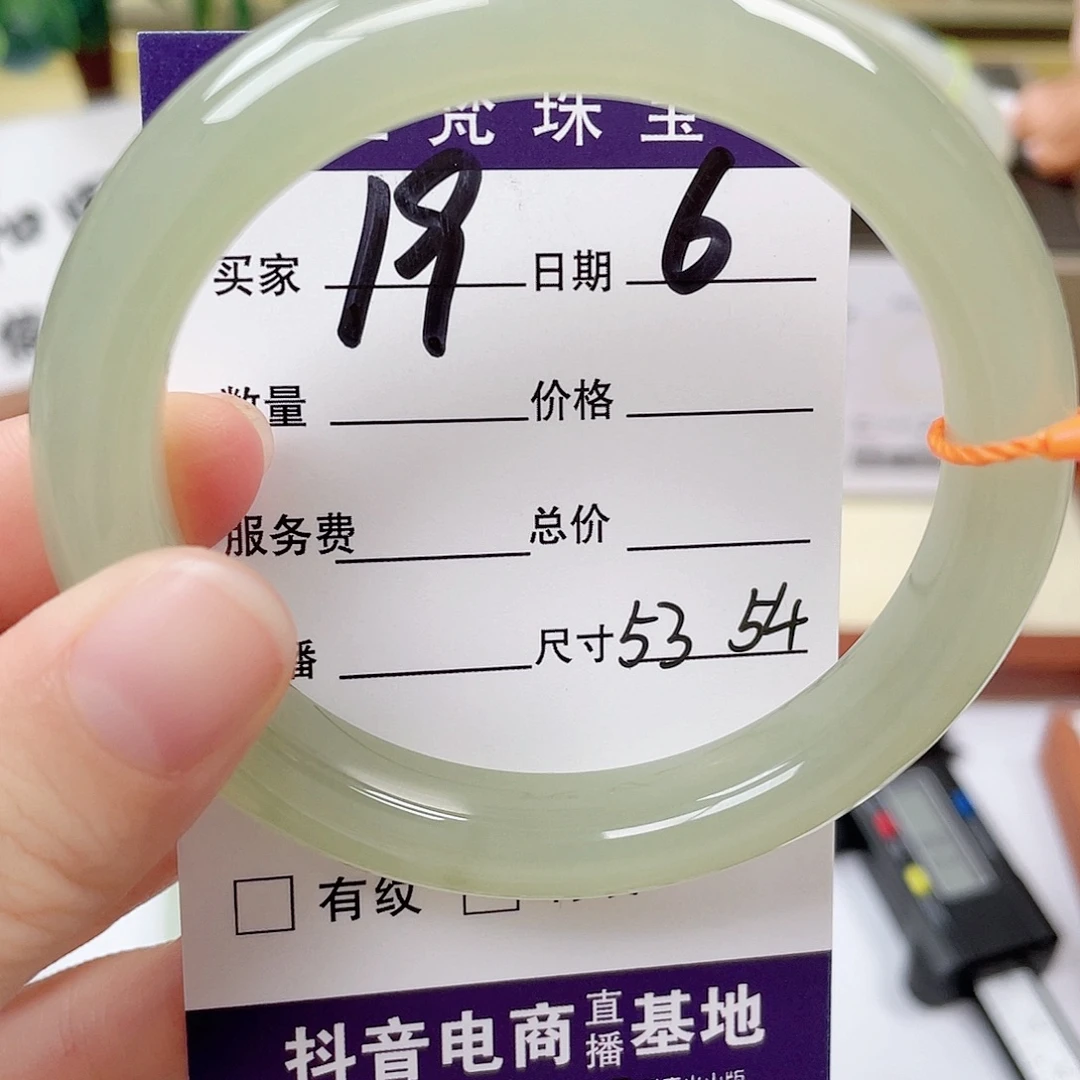 梵珠宝
买家 19 日期 6
数量 价格
服务费 总价
播 尺寸 53 54
有纹
抖音电商直播基地